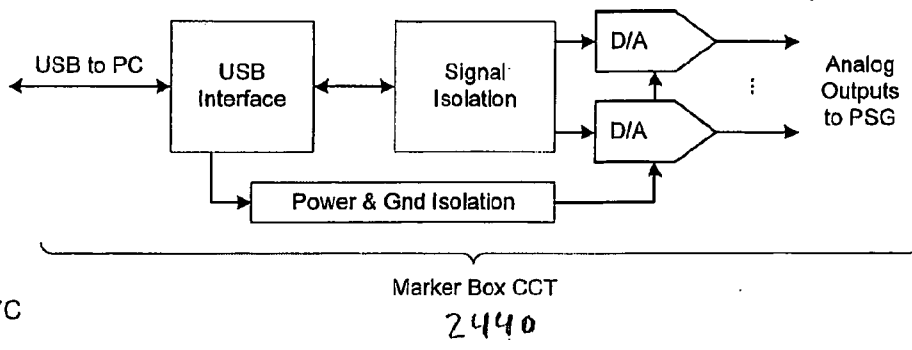 USB to PC
USB
Interface
Signal
Isolation
D/A
D/A
Analog
Outputs
to PSG
Power & Gnd Isolation
Marker Box CCT
2440